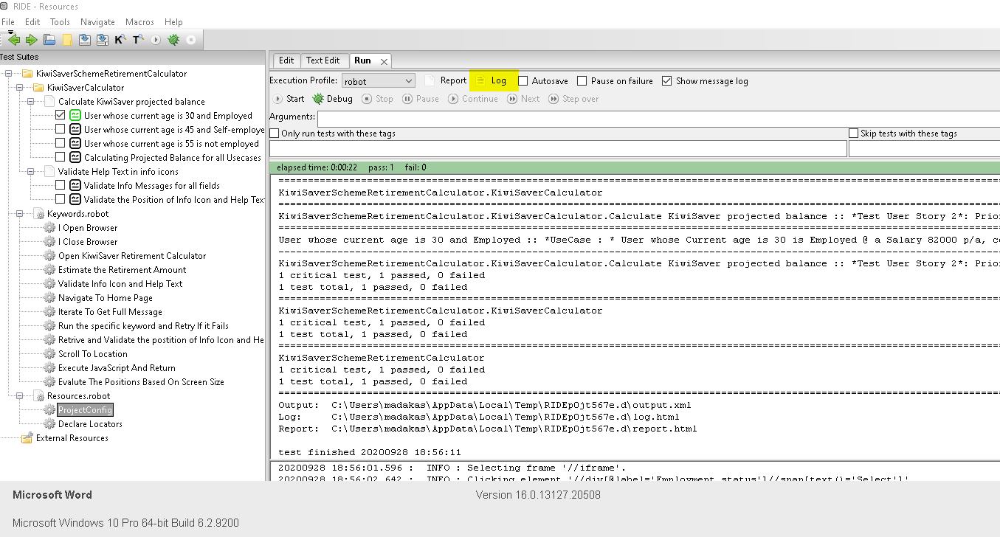 RIDE - Resources
File Edit Tools Navigate Macros Help
Test Suites
KiwiSaverSchemeRetirementCalculator
KiwiSaverCalculator
Calculate KiwiSaver projected balance
User whose current age is 30 and Employed
User whose current age is 45 and Self-employe
User whose current age is 55 is not employed
Calculating Projected Balance for all Usecases
Validate Help Text in info icons
Validate Info Messages for all fields
Validate the Position of Info Icon and Help Tex
Keywords.robot
I Open Browser
I Close Browser
Open KiwiSaver Retirement Calculator
Estimate the Retirement Amount
Validate Info Icon and Help Text
Navigate To Home Page
Iterate To Get Full Message
Run the specific keyword and Retry If it Fails
Retrive and Validate the postition of Info Icon and He
Scroll To Location
Execute JavaScript And Return
Evalute The Positions Based On Screen Size
Resources.robot
ProjectConfig
Declare Locators
External Resources
Edit Text Edit Run
Execution Profile: robot Report Log Autosave Pause on failure Show message log
Start Debug Stop Pause Continue Next Step over
Arguments:
Only run tests with these tags Skip tests with these tags
elapsed time: 0:00:22 pass: 1 fail: 0
KiwiSaverSchemeRetirementCalculator.KiwiSaverCalculator
KiwiSaverSchemeRetirementCalculator.KiwiSaverCalculator.Calculate KiwiSaver projected balance :: *Test User Story 2*: Prior
User whose current age is 30 and Employed :: *UseCase : * User whose Current age is 30 is Employed @ a Salary 82000 p/a, co
KiwiSaverSchemeRetirementCalculator.KiwiSaverCalculator.Calculate KiwiSaver projected balance :: *Test User Story 2*: Prior
1 critical test, 1 passed, 0 failed
1 test total, 1 passed, 0 failed
KiwiSaverSchemeRetirementCalculator.KiwiSaverCalculator
1 critical test, 1 passed, 0 failed
1 test total, 1 passed, 0 failed
KiwiSaverSchemeRetirementCalculator
1 critical test, 1 passed, 0 failed
1 test total, 1 passed, 0 failed
Output: C:\Users\madakas\AppData\Local\Temp\RIDEp0jt567e.d\output.xml
Log: C:\Users\madakas\AppData\Local\Temp\RIDEp0jt567e.d\log.html
Report: C:\Users\madakas\AppData\Local\Temp\RIDEp0jt567e.d\report.html
test finished 20200928 18:56:11
20200928 18:56:01.596 : INFO : Selecting frame '//iframe'.
20200928 18:56:02.642 : INFO : Clicking element '//div[@label='Employment status']//span[text()='Select']'
Microsoft Word Version 16.0.13127.20508
Microsoft Windows 10 Pro 64-bit Build 6.2.9200